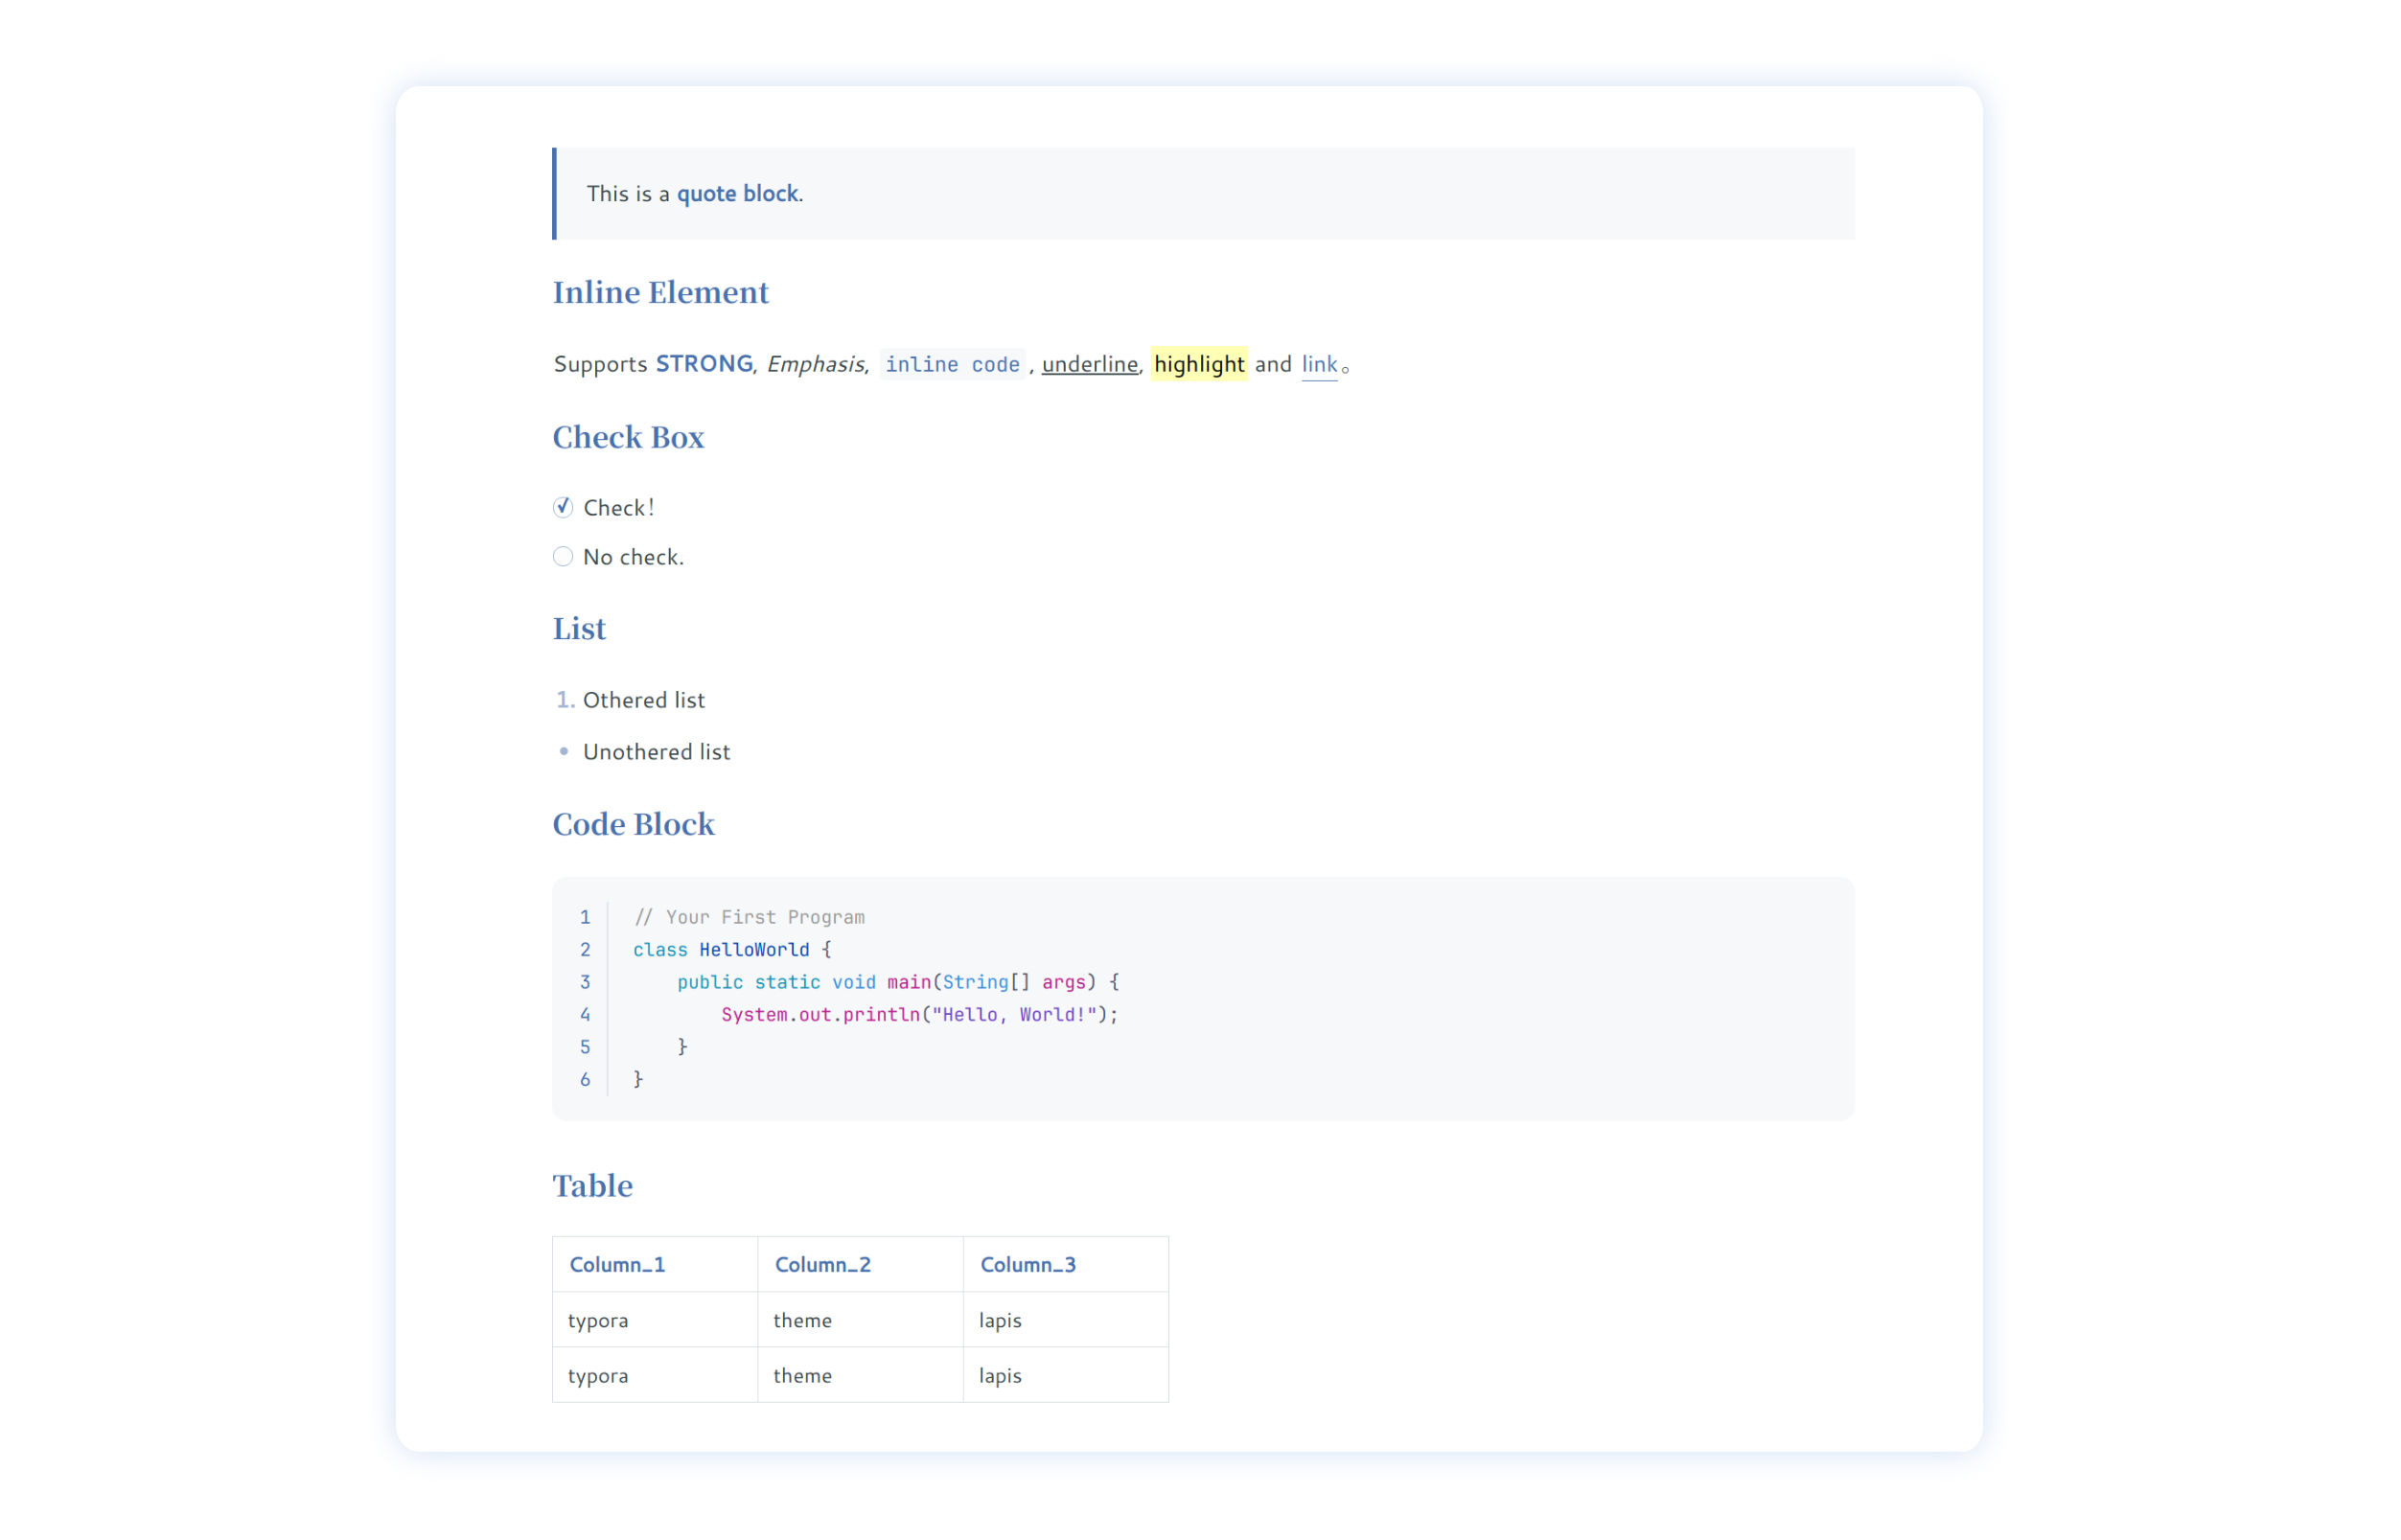 This is a quote block.
Inline Element
Supports STRONG, Emphasis, inline code , underline, highlight and link。
Check Box
Check!
No check.
List
1. Othered list
• Unothered list
Code Block
1 // Your First Program
2 class HelloWorld {
3     public static void main(String[] args) {
4         System.out.println("Hello, World!");
5     }
6 }
Table
Column_1 Column_2 Column_3
typora theme lapis
typora theme lapis